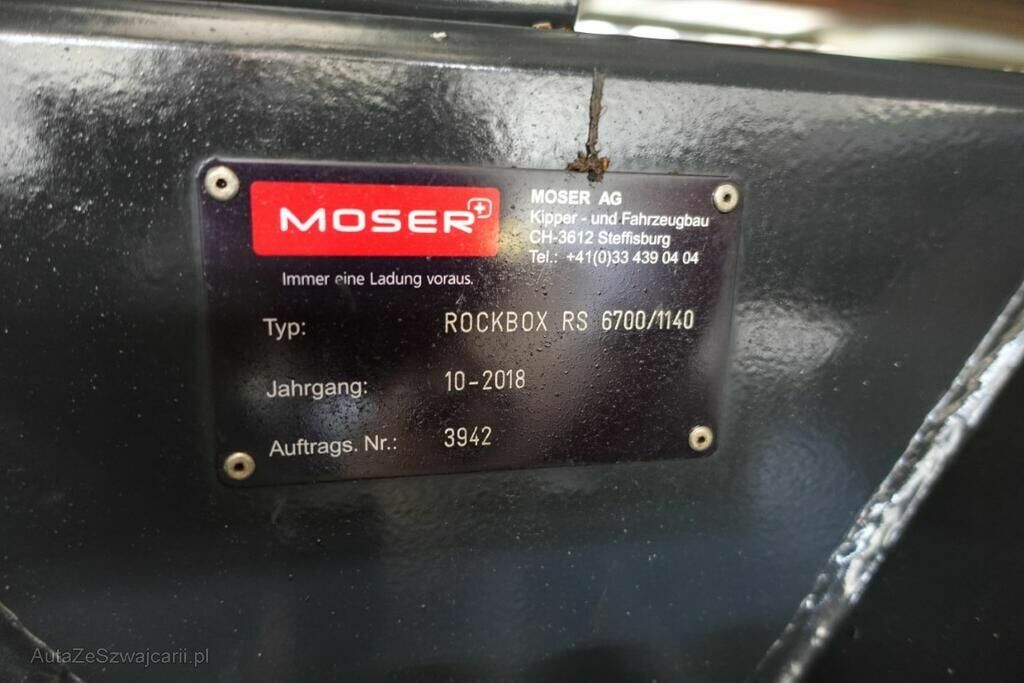 MOSER
MOSER AG
Kipper - und Fahrzeugbau
CH-3612 Steffisburg
Tel.: +41(0)33 439 04 04
Immer eine Ladung voraus.
Typ: ROCKBOX RS 6700/1140
Jahrgang: 10-2018
Auftrags. Nr.: 3942
AutaZeSzwajcarii.pl